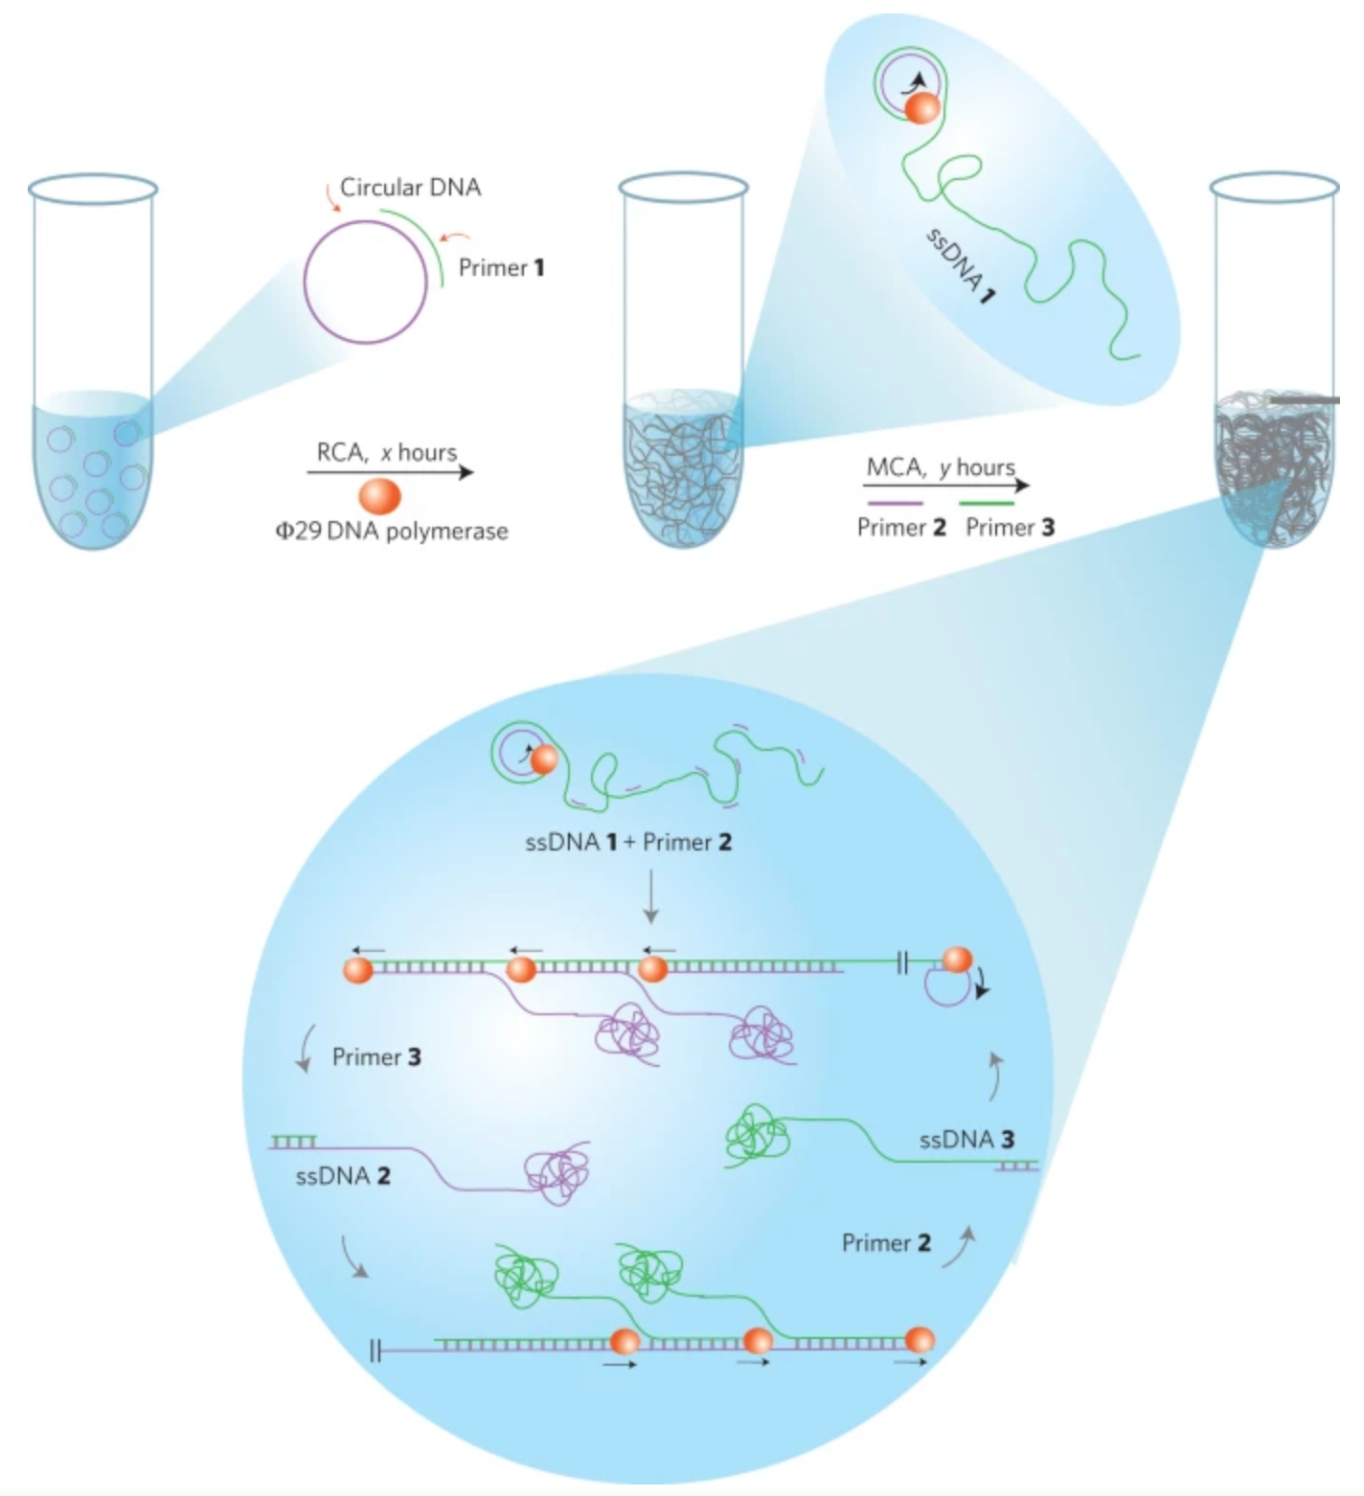 Circular DNA
Primer 1
RCA, x hours
Φ29 DNA polymerase
ssDNA 1
MCA, y hours
Primer 2 Primer 3
ssDNA 1 + Primer 2
Primer 3
ssDNA 3
ssDNA 2
Primer 2